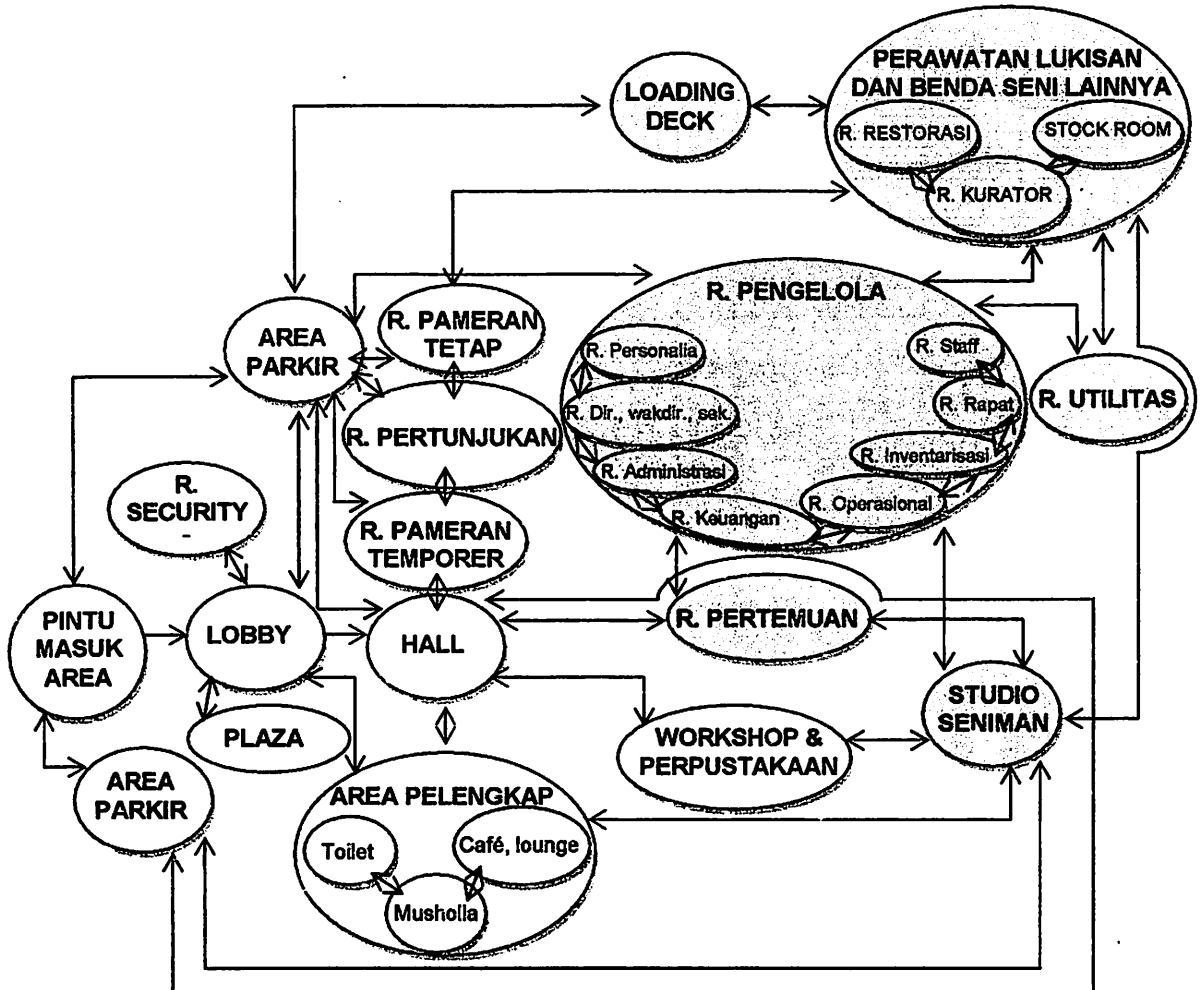 PERAWATAN LUKISAN
DAN BENDA SENI LAINNYA
LOADING
DECK
R. RESTORASI
STOCK ROOM
R. KURATOR
R. PENGELOLA
AREA
PARKIR
R. PAMERAN
TETAP
R. Personalia
R. Staff
R. UTILITAS
R. Dir., wakdir., sek.
R. Rapat
R. PERTUNJUKAN
R. Inventarisasi
R. Administrasi
R. Operasional
R. Keuangan
R.
SECURITY
-
R. PAMERAN
TEMPORER
PINTU
MASUK
AREA
LOBBY
HALL
R. PERTEMUAN
STUDIO
SENIMAN
PLAZA
WORKSHOP &
PERPUSTAKAAN
AREA
PARKIR
AREA PELENGKAP
Toilet
Café, lounge
Musholla